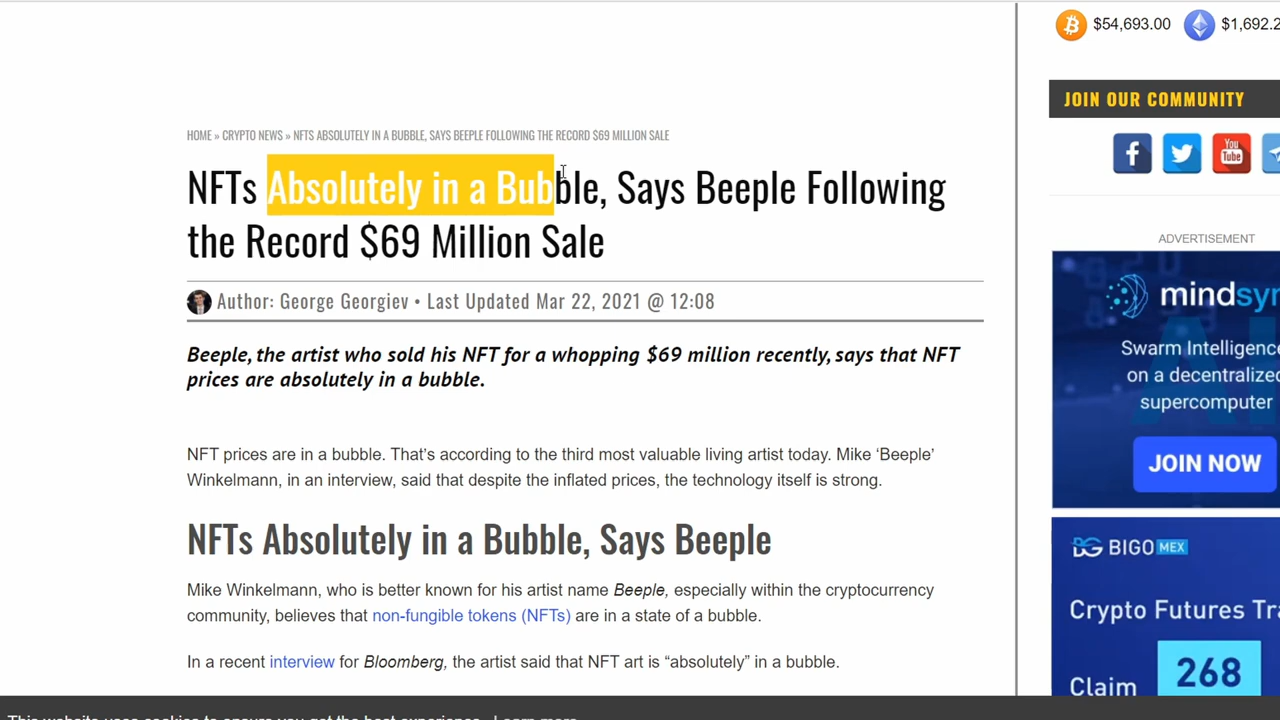 $54,693.00 $1,692.2
JOIN OUR COMMUNITY
HOME » CRYPTO NEWS » NFTS ABSOLUTELY IN A BUBBLE, SAYS BEEPLE FOLLOWING THE RECORD $69 MILLION SALE
NFTs Absolutely in a Bubble, Says Beeple Following
the Record $69 Million Sale
You
Tube
ADVERTISEMENT
Author: George Georgiev • Last Updated Mar 22, 2021 @ 12:08
Beeple, the artist who sold his NFT for a whopping $69 million recently, says that NFT
prices are absolutely in a bubble.
mindsyn
Swarm Intelligence
on a decentralized
supercomputer
JOIN NOW
NFT prices are in a bubble. That’s according to the third most valuable living artist today. Mike ‘Beeple’
Winkelmann, in an interview, said that despite the inflated prices, the technology itself is strong.
NFTs Absolutely in a Bubble, Says Beeple
Mike Winkelmann, who is better known for his artist name Beeple, especially within the cryptocurrency
community, believes that non-fungible tokens (NFTs) are in a state of a bubble.
In a recent interview for Bloomberg, the artist said that NFT art is “absolutely” in a bubble.
BIGO MEX
Crypto Futures Tra
268
Claim
This website uses cookies to ensure you get the best experience. Learn more